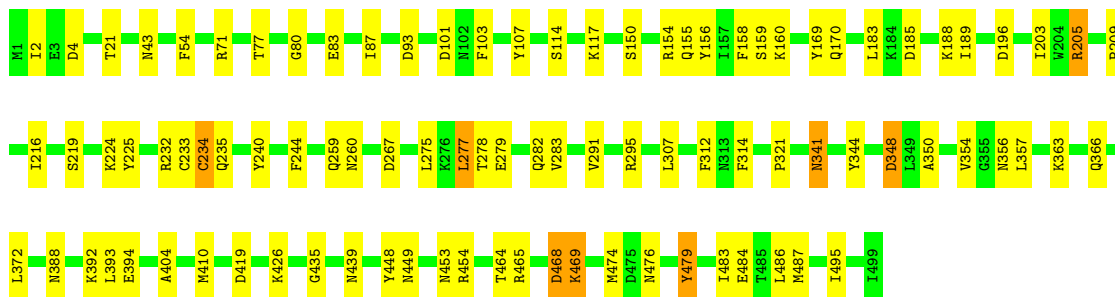 M1 I2 E3 D4 T21 N43 F54 R71 T77 G80 E83 I87 D93 D101 N102 F103 Y107 S114 K117 S150 R154 Q155 Y156 I157 F158 S159 K160 Y169 Q170 L183 K184 D185 K188 I189 D196 I203 W204 R205
I216 S219 K224 Y225 R232 C233 C234 Q235 Y240 F244 Q259 N260 D267 L275 K276 L277 T278 E279 Q282 V283 V291 R295 L307 F312 N313 F314 P321 N341 Y344 D348 L349 A350 V354 G355 N356 L357 K363 Q366
L372 N388 K392 L393 E394 A404 M410 D419 K426 G435 N439 Y448 N449 N453 R454 T464 R465 D468 K469 M474 D475 N476 Y479 I483 E484 T485 L486 M487 I495 I499